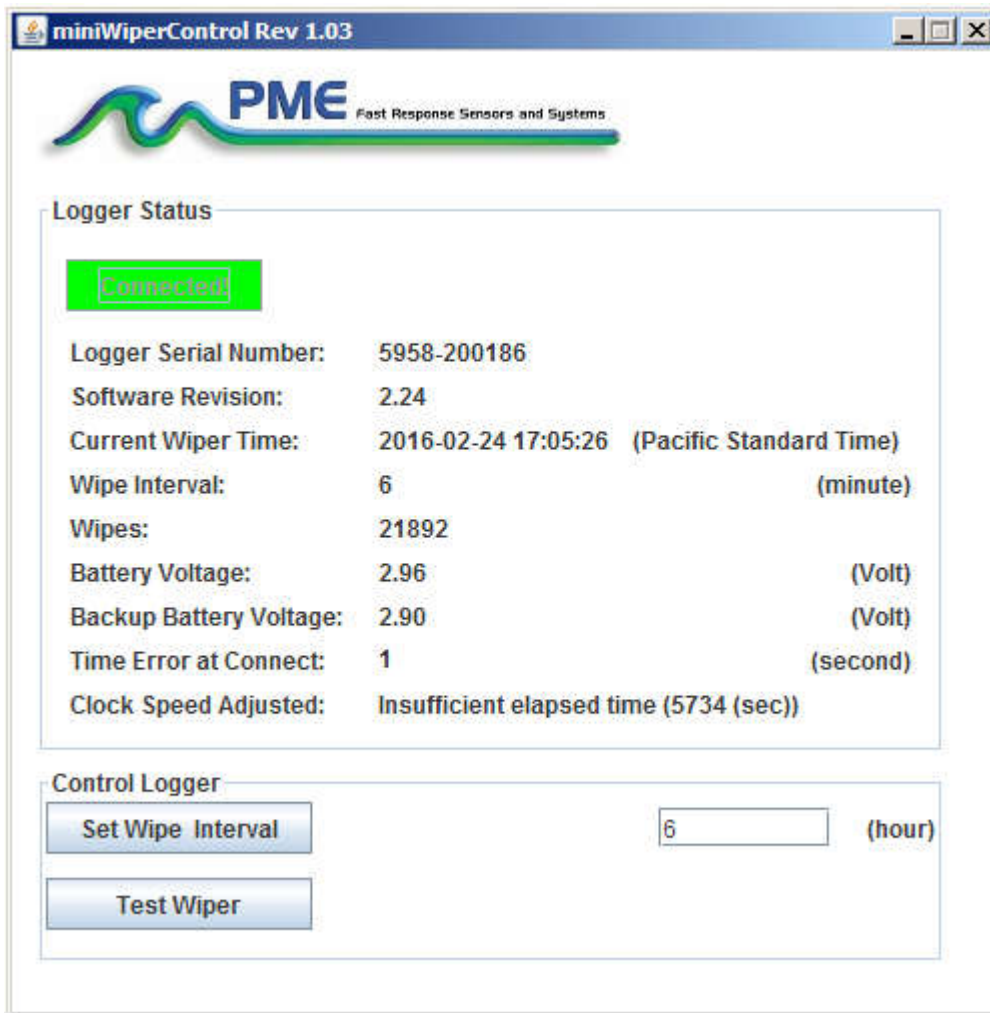 miniWiperControl Rev 1.03
PME Fast Response Sensors and Systems
Logger Status
Connected!
Logger Serial Number: 5958-200186
Software Revision: 2.24
Current Wiper Time: 2016-02-24 17:05:26 (Pacific Standard Time)
Wipe Interval: 6 (minute)
Wipes: 21892
Battery Voltage: 2.96 (Volt)
Backup Battery Voltage: 2.90 (Volt)
Time Error at Connect: 1 (second)
Clock Speed Adjusted: Insufficient elapsed time (5734 (sec))
Control Logger
Set Wipe Interval 6 (hour)
Test Wiper